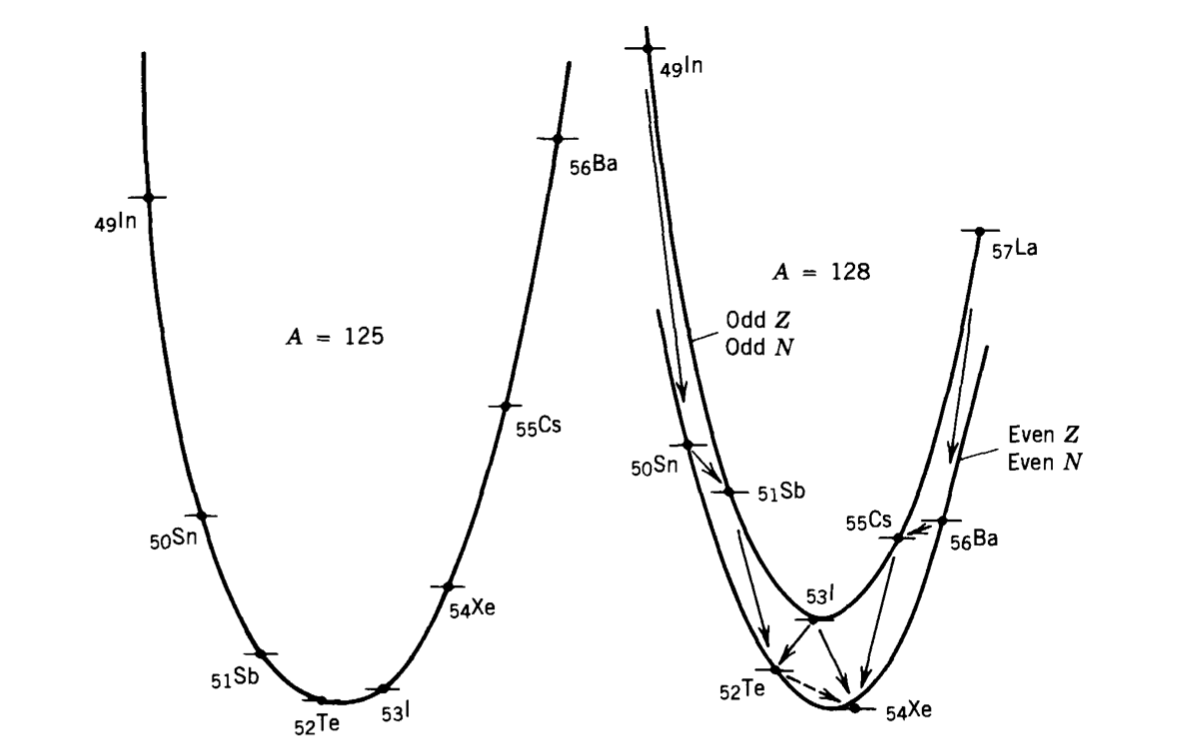 49In
50Sn
51Sb
52Te
53I
54Xe
55Cs
56Ba
A = 125
49In
50Sn
51Sb
52Te
53I
54Xe
55Cs
56Ba
57La
A = 128
Odd Z
Odd N
Even Z
Even N